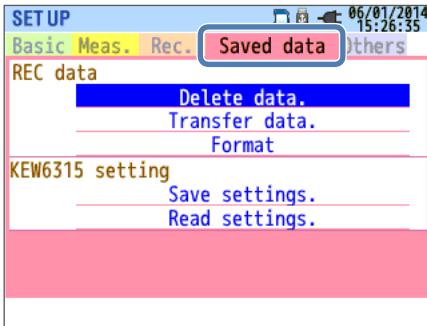 SET UP 06/01/2014
15:26:35
Basic Meas. Rec. Saved data Others
REC data
Delete data.
Transfer data.
Format
KEW6315 setting
Save settings.
Read settings.